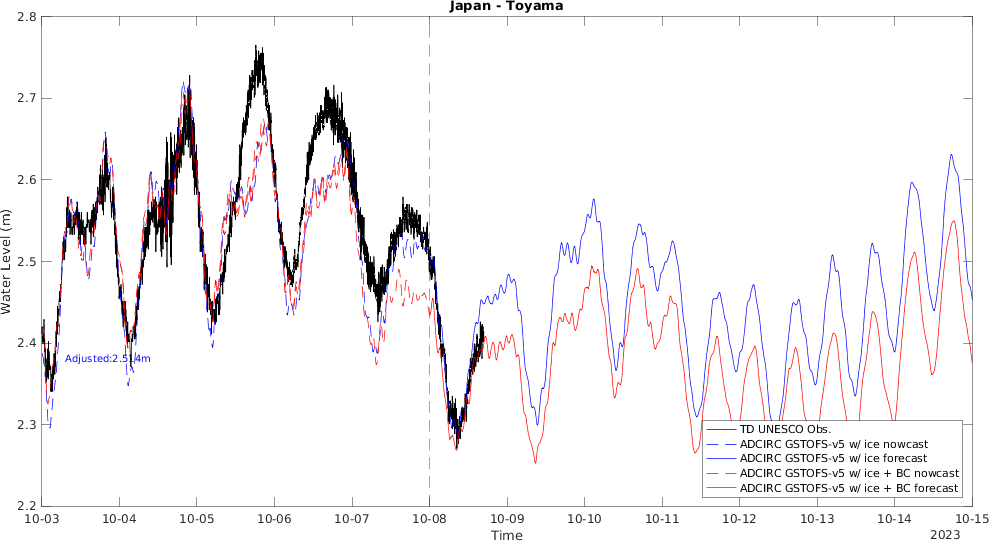 Japan - Toyama
Water Level (m)
2.8
2.7
2.6
2.5
2.4
2.3
2.2
Adjusted:2.514m
TD UNESCO Obs.
ADCIRC GSTOFS-v5 w/ ice nowcast
ADCIRC GSTOFS-v5 w/ ice forecast
ADCIRC GSTOFS-v5 w/ ice + BC nowcast
ADCIRC GSTOFS-v5 w/ ice + BC forecast
10-03 10-04 10-05 10-06 10-07 10-08 10-09 10-10 10-11 10-12 10-13 10-14 10-15
Time
2023